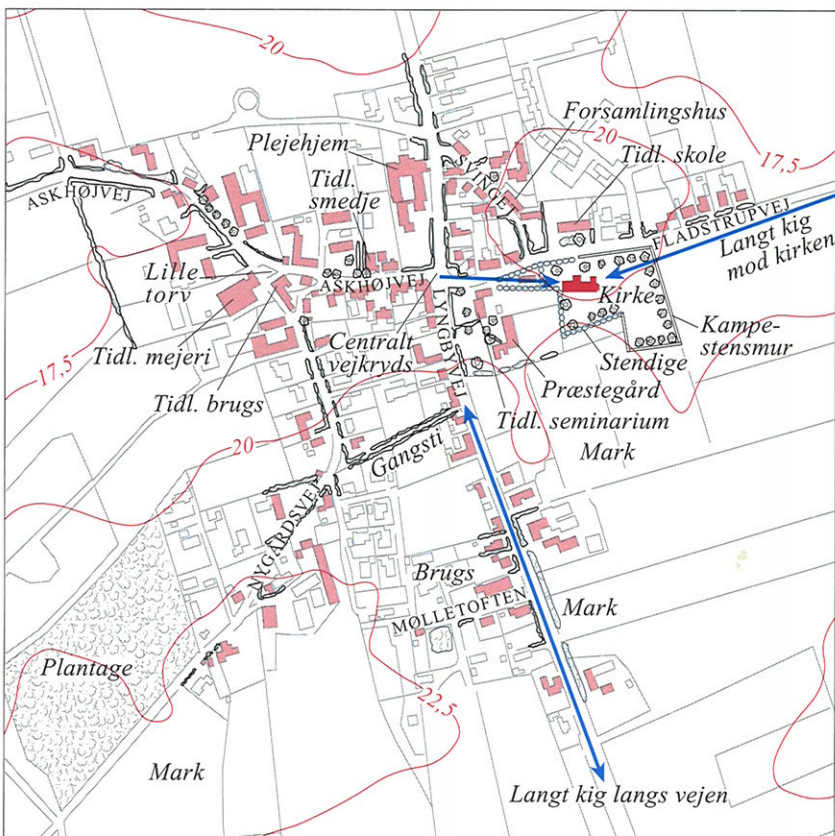 20
Forsamlingshus
Plejehjem
20
Tidl. skole
17,5
Tidl.
smedje
SVINGET
ASKHØJVEJ
FLADSTRUPVEJ
Langt kig
mod kirken
Lille
torv
ASKHØJVEJ
Kirke
LYNGBYVEJ
Kampe-
stensmur
Centralt
vejkryds
Stendige
Tidl. mejeri
17,5
Præstegård
Tidl. brugs
Tidl. seminarium
20
Mark
Gangsti
NYGÅRDSVEJ
Brugs
Mark
MØLLETOFTEN
Plantage
22,5
Mark
Langt kig langs vejen